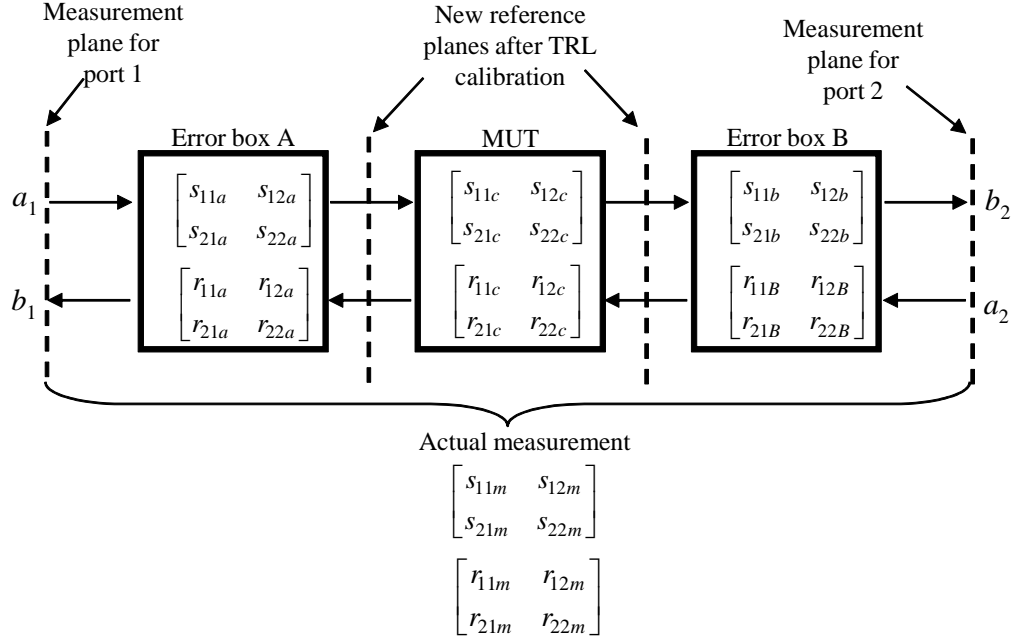 Measurement
plane for
port 1
New reference
planes after TRL
calibration
Measurement
plane for
port 2
Error box A
MUT
Error box B
a1
b1
s11a s12a
s21a s22a
r11a r12a
r21a r22a
s11c s12c
s21c s22c
r11c r12c
r21c r22c
s11b s12b
s21b s22b
r11B r12B
r21B r22B
b2
a2
Actual measurement
s11m s12m
s21m s22m
r11m r12m
r21m r22m